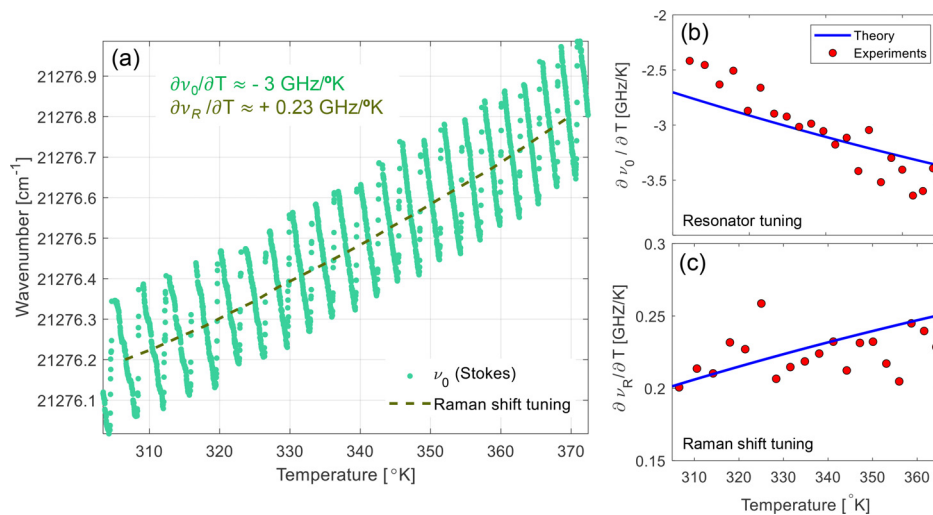 (a)
∂ν0/∂T ≈ - 3 GHz/°K
∂νR /∂T ≈ + 0.23 GHz/°K
Wavenumber [cm-1]
21276.9
21276.8
21276.7
21276.6
21276.5
21276.4
21276.3
21276.2
21276.1
ν0 (Stokes)
Raman shift tuning
310
320
330
340
350
360
370
Temperature [°K]
(b)
Theory
Experiments
∂ ν0 / ∂ T [GHz/K]
-2
-2.5
-3
-3.5
Resonator tuning
(c)
∂ νR/∂ T [GHZ/K]
0.3
0.25
0.2
0.15
Raman shift tuning
310
320
330
340
350
360
Temperature [°K]